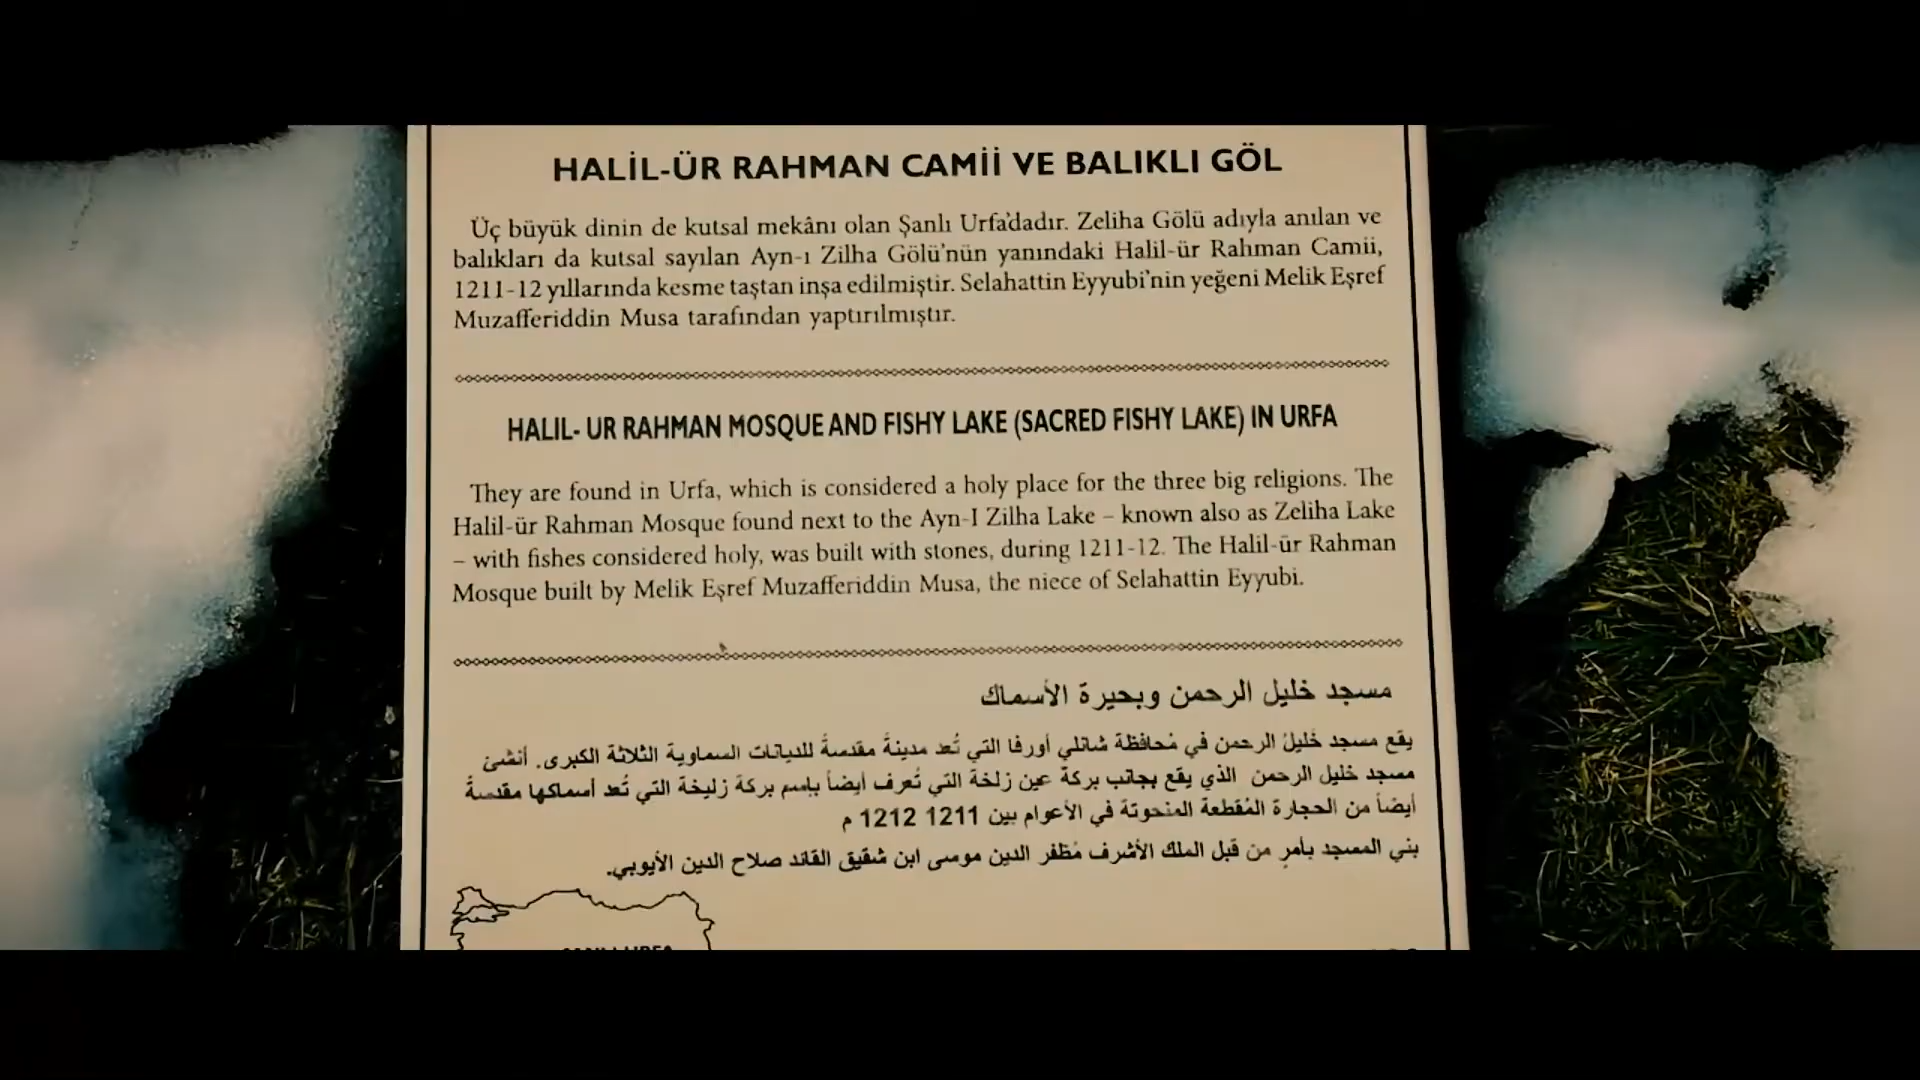 HALİL-ÜR RAHMAN CAMİİ VE BALIKLI GÖL
Üç büyük dinin de kutsal mekânı olan Şanlı Urfa'dadır. Zeliha Gölü adıyla anılan ve
balıkları da kutsal sayılan Ayn-ı Zilha Gölü'nün yanındaki Halil-ür Rahman Camii,
1211-12 yıllarında kesme taştan inşa edilmiştir. Selahattin Eyyubi'nin yeğeni Melik Eşref
Muzafferiddin Musa tarafından yaptırılmıştır.
HALIL- UR RAHMAN MOSQUE AND FISHY LAKE (SACRED FISHY LAKE) IN URFA
They are found in Urfa, which is considered a holy place for the three big religions. The
Halil-ür Rahman Mosque found next to the Ayn-I Zilha Lake – known also as Zeliha Lake
– with fishes considered holy, was built with stones, during 1211-12. The Halil-ür Rahman
Mosque built by Melik Eşref Muzafferiddin Musa, the niece of Selahattin Eyyubi.
مسجد خليل الرحمن وبحيرة الأسماك
يقع مسجد خليلُ الرحمن في مُحافظة شانلي أورفا التي تُعد مدينةً مقدسةً للديانات السماوية الثلاثة الكبرى. أنشئ
مسجد خليل الرحمن الذي يقع بجانب بركة عين زلخة التي تُعرف أيضاً بإسم بركة زليخة التي تُعد أسماكها مقدسةً
أيضاً من الحجارة المُقطعة المنحوتة في الأعوام بين 1211 1212 م
بني المسجد بأمرٍ من قبل الملك الأشرف مُظفر الدين موسى ابن شقيق القائد صلاح الدين الأيوبي.